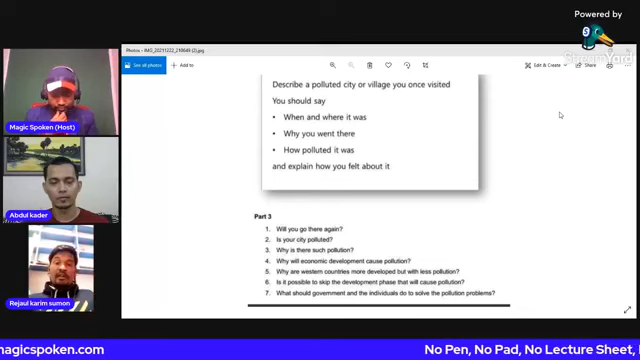 Powered by
StreamYard
Photos - IMG_20211222_210649 (2).jpg
See all photos
Add to
Edit & Create
Share
Describe a polluted city or village you once visited
You should say
• When and where it was
• Why you went there
• How polluted it was
and explain how you felt about it
Magic Spoken (Host)
Abdul kader
Rejaul karim sumon
Part 3
1. Will you go there again?
2. Is your city polluted?
3. Why is there such pollution?
4. Why will economic development cause pollution?
5. Why are western countries more developed but with less pollution?
6. Is it possible to skip the development phase that will cause pollution?
7. What should government and the individuals do to solve the pollution problems?
magicspoken.com
No Pen, No Pad, No Lecture Sheet,